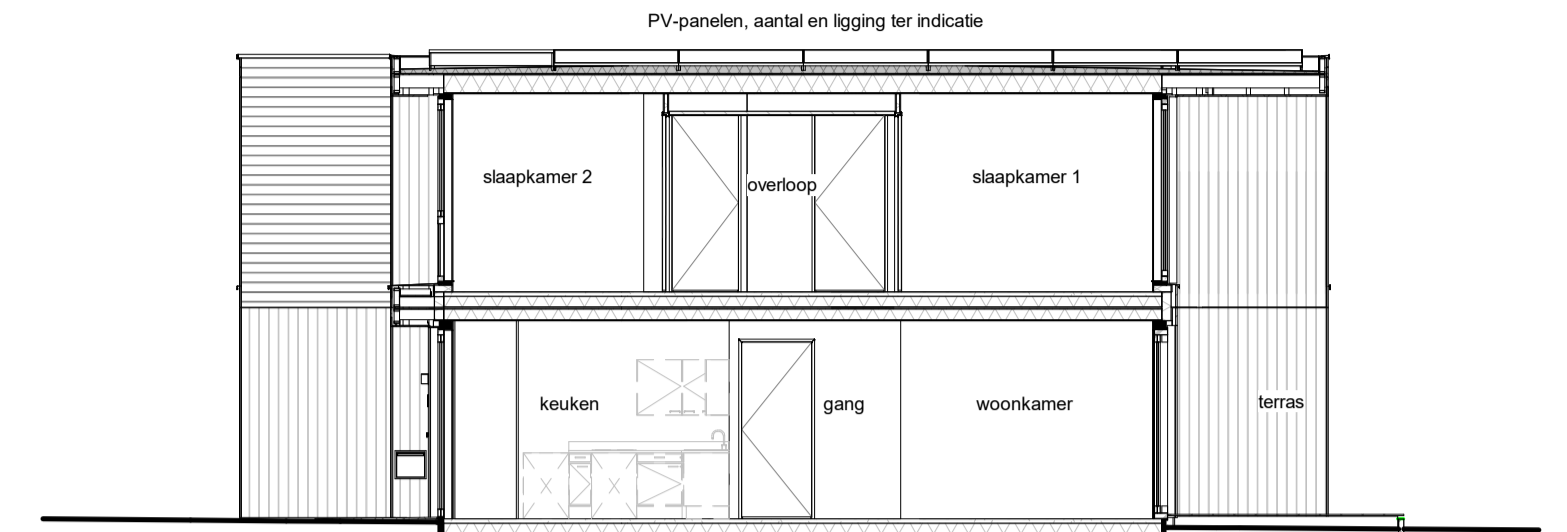 PV-panelen, aantal en ligging ter indicatie
slaapkamer 2
overloop
slaapkamer 1
keuken
gang
woonkamer
terras